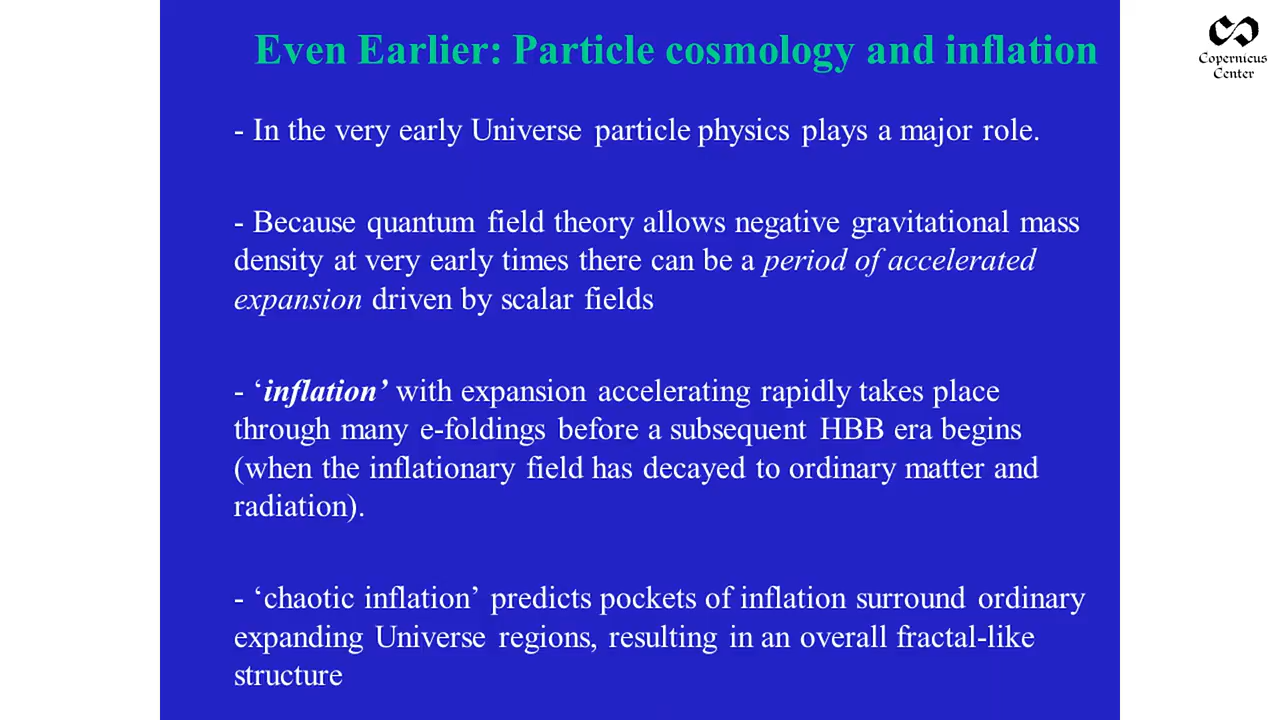 Even Earlier: Particle cosmology and inflation
Copernicus
Center
- In the very early Universe particle physics plays a major role.
- Because quantum field theory allows negative gravitational mass
density at very early times there can be a period of accelerated
expansion driven by scalar fields
- ‘inflation’ with expansion accelerating rapidly takes place
through many e-foldings before a subsequent HBB era begins
(when the inflationary field has decayed to ordinary matter and
radiation).
- ‘chaotic inflation’ predicts pockets of inflation surround ordinary
expanding Universe regions, resulting in an overall fractal-like
structure